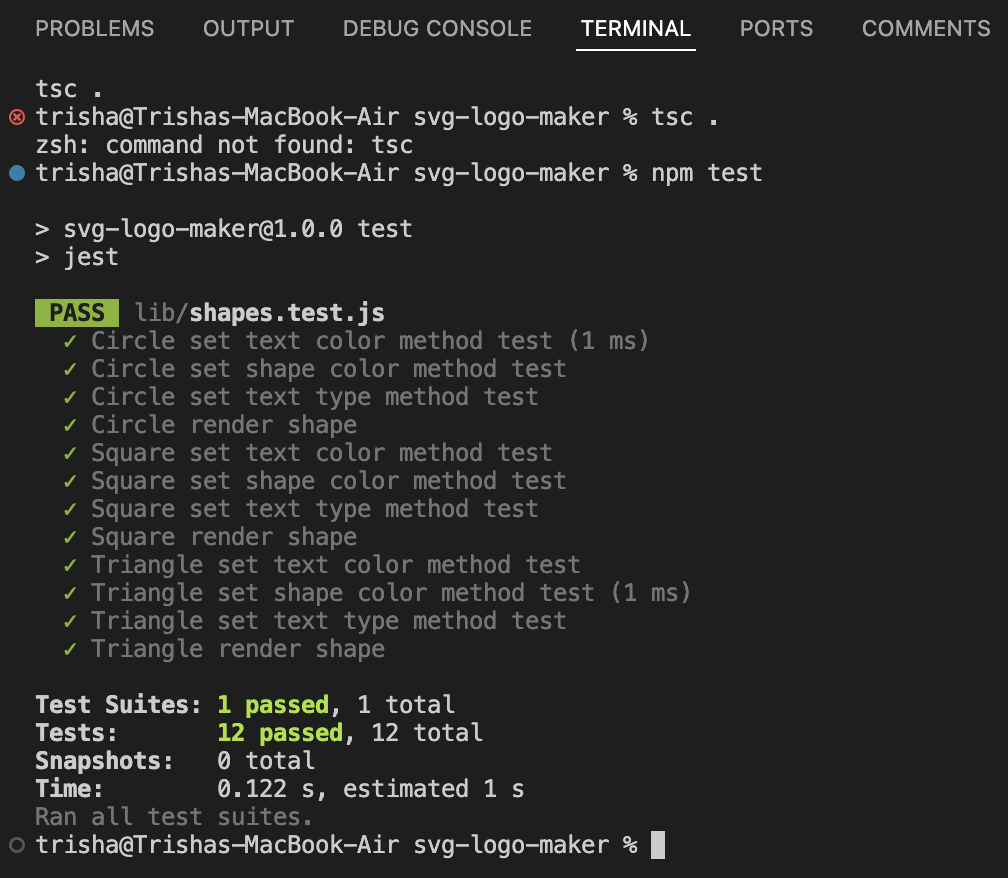 PROBLEMS OUTPUT DEBUG CONSOLE TERMINAL PORTS COMMENTS
tsc .
trisha@Trishas-MacBook-Air svg-logo-maker % tsc .
zsh: command not found: tsc
trisha@Trishas-MacBook-Air svg-logo-maker % npm test
> svg-logo-maker@1.0.0 test
> jest
PASS lib/shapes.test.js
✓ Circle set text color method test (1 ms)
✓ Circle set shape color method test
✓ Circle set text type method test
✓ Circle render shape
✓ Square set text color method test
✓ Square set shape color method test
✓ Square set text type method test
✓ Square render shape
✓ Triangle set text color method test
✓ Triangle set shape color method test (1 ms)
✓ Triangle set text type method test
✓ Triangle render shape
Test Suites: 1 passed, 1 total
Tests: 12 passed, 12 total
Snapshots: 0 total
Time: 0.122 s, estimated 1 s
Ran all test suites.
trisha@Trishas-MacBook-Air svg-logo-maker %